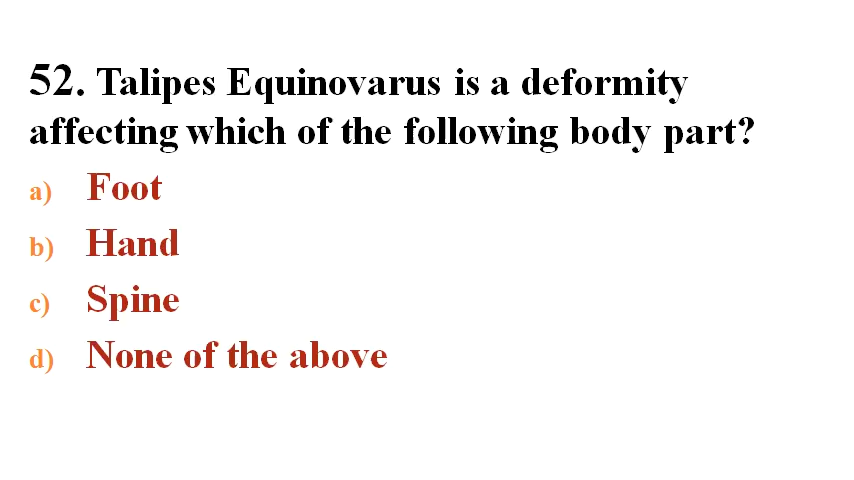 52. Talipes Equinovarus is a deformity
affecting which of the following body part?
a) Foot
b) Hand
c) Spine
d) None of the above